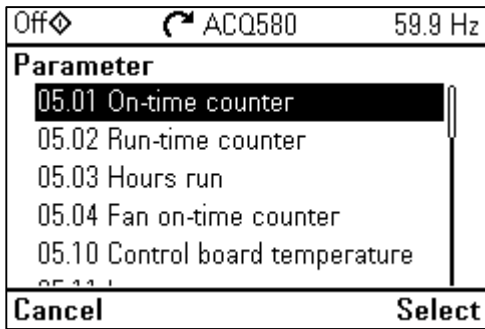 Off ACQ580 59.9 Hz
Parameter
05.01 On-time counter
05.02 Run-time counter
05.03 Hours run
05.04 Fan on-time counter
05.10 Control board temperature
Cancel Select